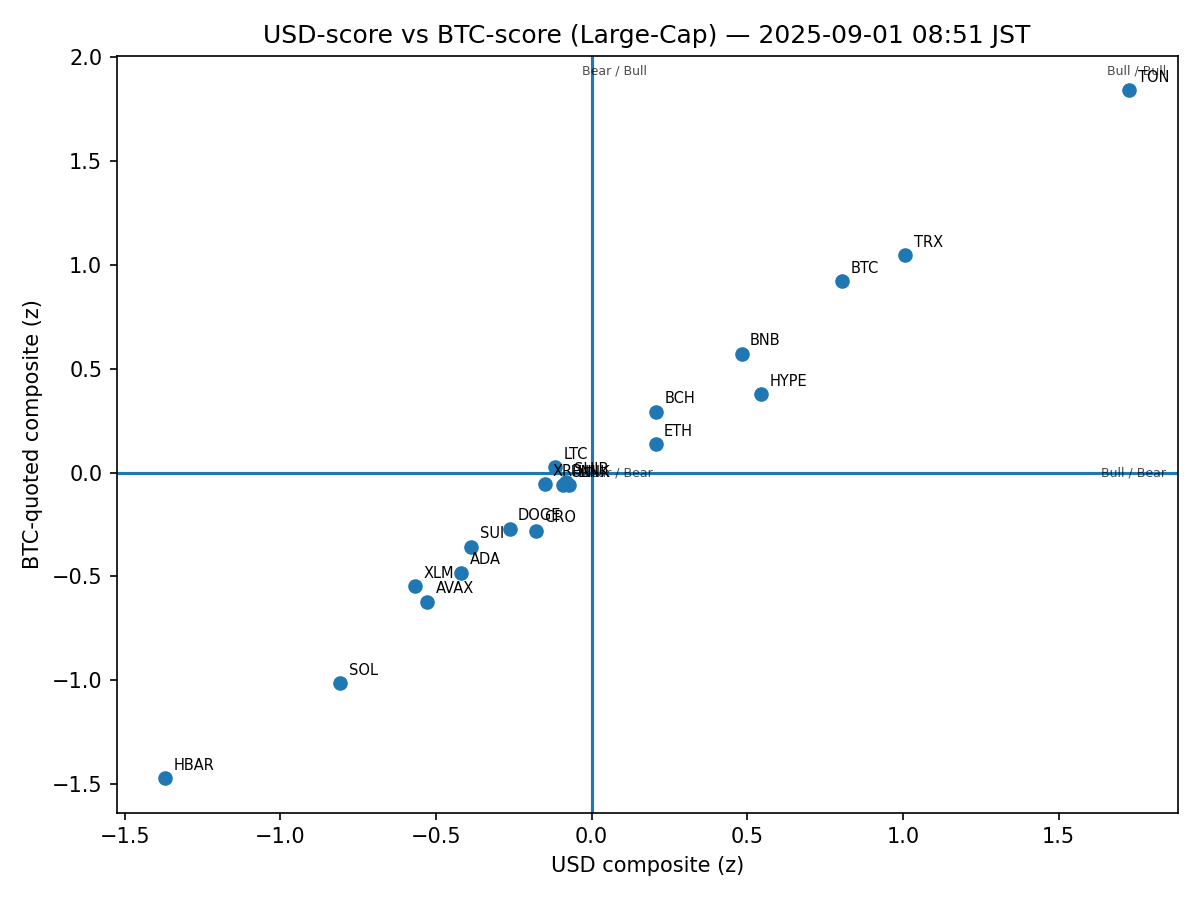 USD-score vs BTC-score (Large-Cap) — 2025-09-01 08:51 JST
BTC-quoted composite (z)
2.0
1.5
1.0
0.5
0.0
−0.5
−1.0
−1.5
Bear / Bull
Bull / Bull
TON
TRX
BTC
BNB
HYPE
BCH
ETH
LTC
/ Bear
Bull / Bear
DOGE
CRO
SUI
ADA
XLM
AVAX
SOL
HBAR
−1.5
−1.0
−0.5
0.0
0.5
1.0
1.5
USD composite (z)